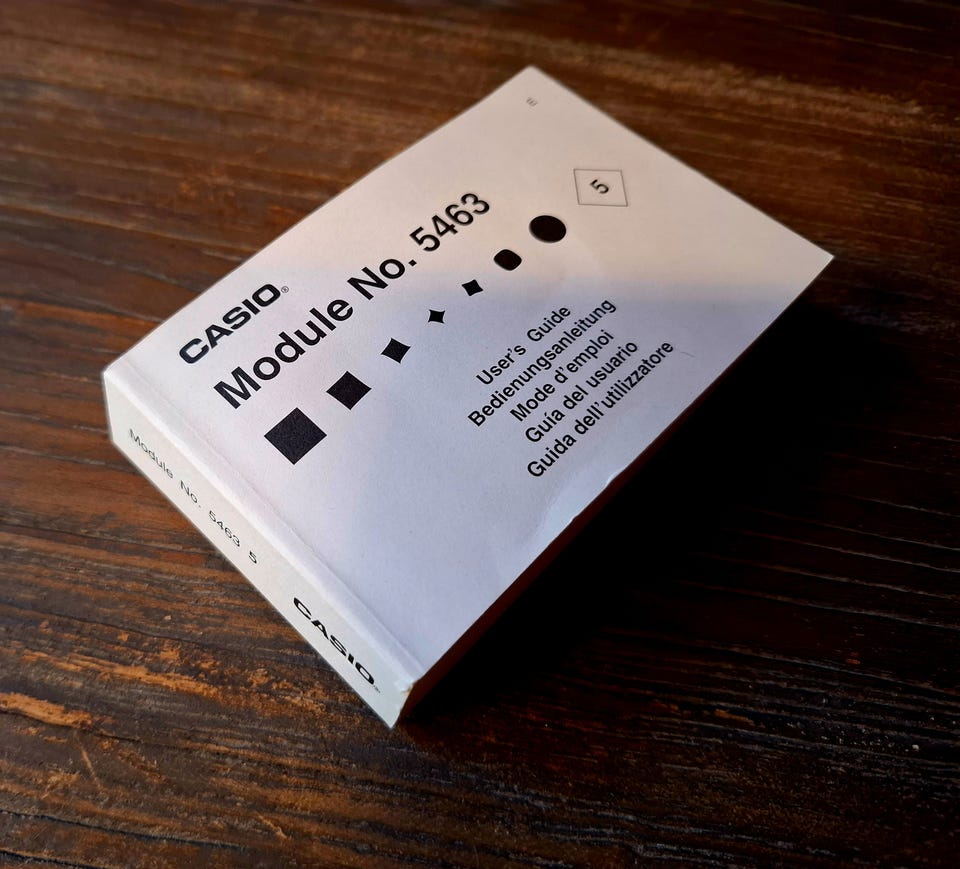 CASIO®
Module No. 5463
5
User's Guide
Bedienungsanleitung
Mode d'emploi
Guía del usuario
Guida dell'utilizzatore
Module No. 5463 5
CASIO®